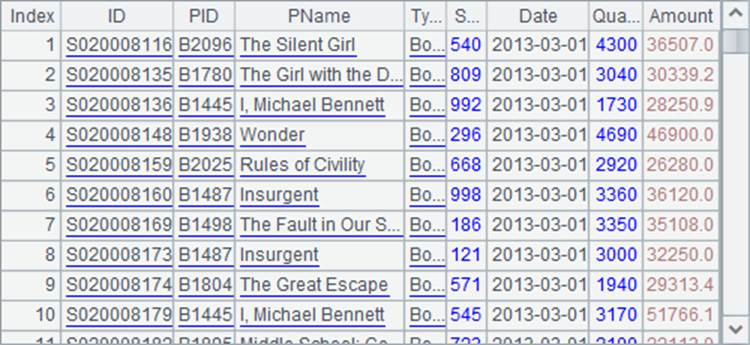 Index ID PID PName Ty... S... Date Qua... Amount
1 S020008116 B2096 The Silent Girl Bo... 540 2013-03-01 4300 36507.0
2 S020008135 B1780 The Girl with the D... Bo... 809 2013-03-01 3040 30339.2
3 S020008136 B1445 I, Michael Bennett Bo... 992 2013-03-01 1730 28250.9
4 S020008148 B1938 Wonder Bo... 296 2013-03-01 4690 46900.0
5 S020008159 B2025 Rules of Civility Bo... 668 2013-03-01 2920 26280.0
6 S020008160 B1487 Insurgent Bo... 998 2013-03-01 3360 36120.0
7 S020008169 B1498 The Fault in Our S... Bo... 186 2013-03-01 3350 35108.0
8 S020008173 B1487 Insurgent Bo... 121 2013-03-01 3000 32250.0
9 S020008174 B1804 The Great Escape Bo... 571 2013-03-01 1940 29313.4
10 S020008179 B1445 I, Michael Bennett Bo... 545 2013-03-01 3170 51766.1
11 Middle School: Bo... 2013-03-01